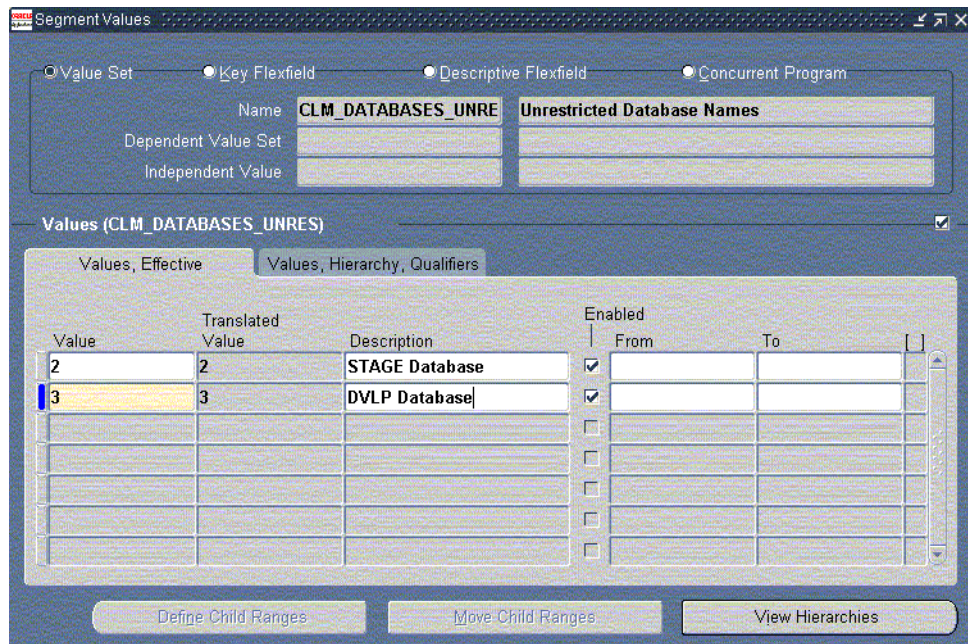 ORACLE Segment Values
Value Set Key Flexfield Descriptive Flexfield Concurrent Program
Name CLM_DATABASES_UNRE Unrestricted Database Names
Dependent Value Set
Independent Value
Values (CLM_DATABASES_UNRES)
Values, Effective Values, Hierarchy, Qualifiers
Enabled
Translated
Value Value Description From To [ ]
2 2 STAGE Database
3 3 DVLP Database
Define Child Ranges Move Child Ranges View Hierarchies